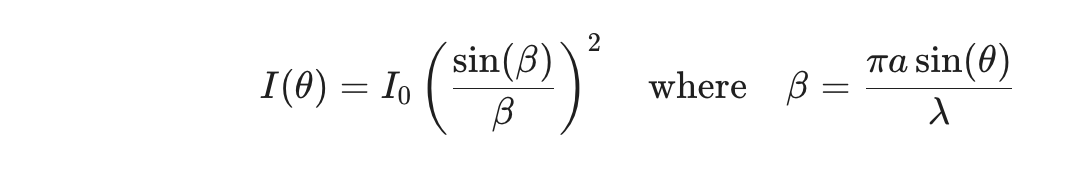 I(θ) = I₀ (sin(β)/β)² where β = πa sin(θ)/λ